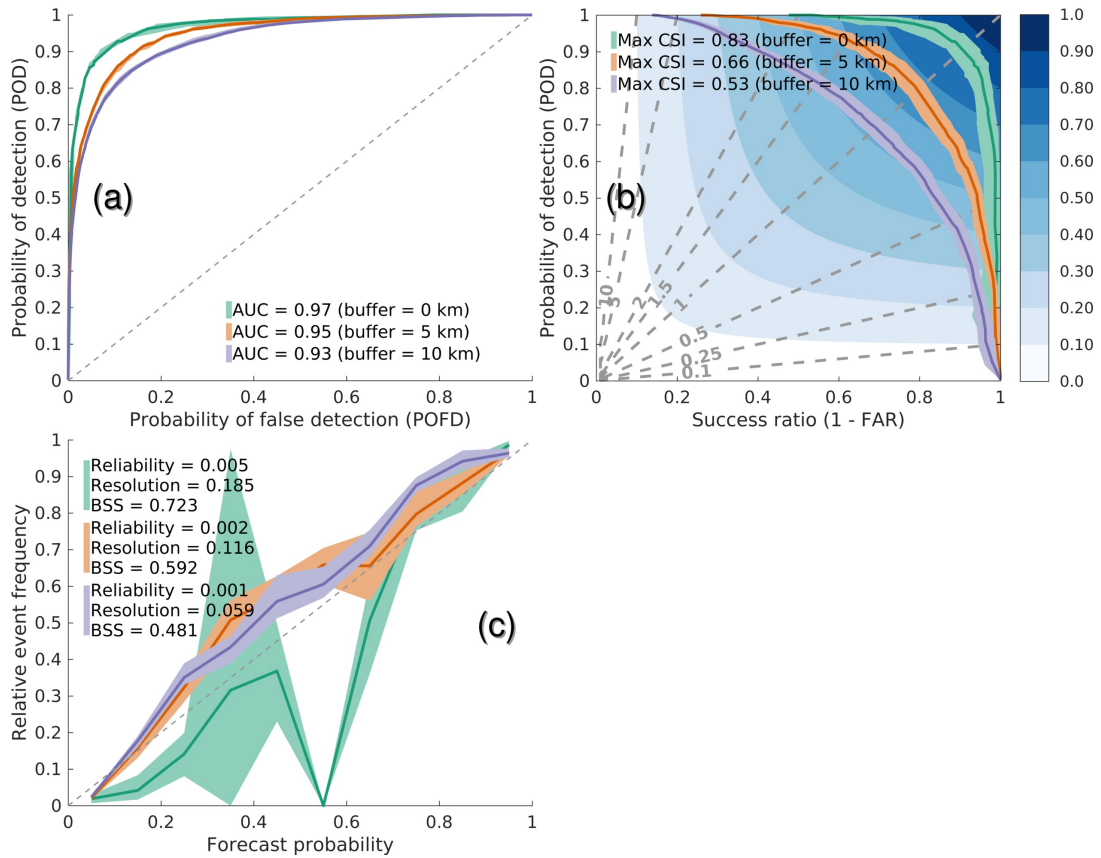 1
0.9
0.8
0.7
0.6
0.5
0.4
0.3
0.2
0.1
0
Probability of detection (POD)
(a)
AUC = 0.97 (buffer = 0 km)
AUC = 0.95 (buffer = 5 km)
AUC = 0.93 (buffer = 10 km)
0 0.2 0.4 0.6 0.8 1
Probability of false detection (POFD)
1
0.9
0.8
0.7
0.6
0.5
0.4
0.3
0.2
0.1
0
Probability of detection (POD)
Max CSI = 0.83 (buffer = 0 km)
Max CSI = 0.66 (buffer = 5 km)
Max CSI = 0.53 (buffer = 10 km)
(b)
10
5
2
1.5
1
0.5
0.25
0.1
0 0.2 0.4 0.6 0.8 1
Success ratio (1 - FAR)
1.0
0.90
0.80
0.70
0.60
0.50
0.40
0.30
0.20
0.10
0.0
1
0.9
0.8
0.7
0.6
0.5
0.4
0.3
0.2
0.1
0
Relative event frequency
Reliability = 0.005
Resolution = 0.185
BSS = 0.723
Reliability = 0.002
Resolution = 0.116
BSS = 0.592
Reliability = 0.001
Resolution = 0.059
BSS = 0.481
(c)
0 0.2 0.4 0.6 0.8 1
Forecast probability